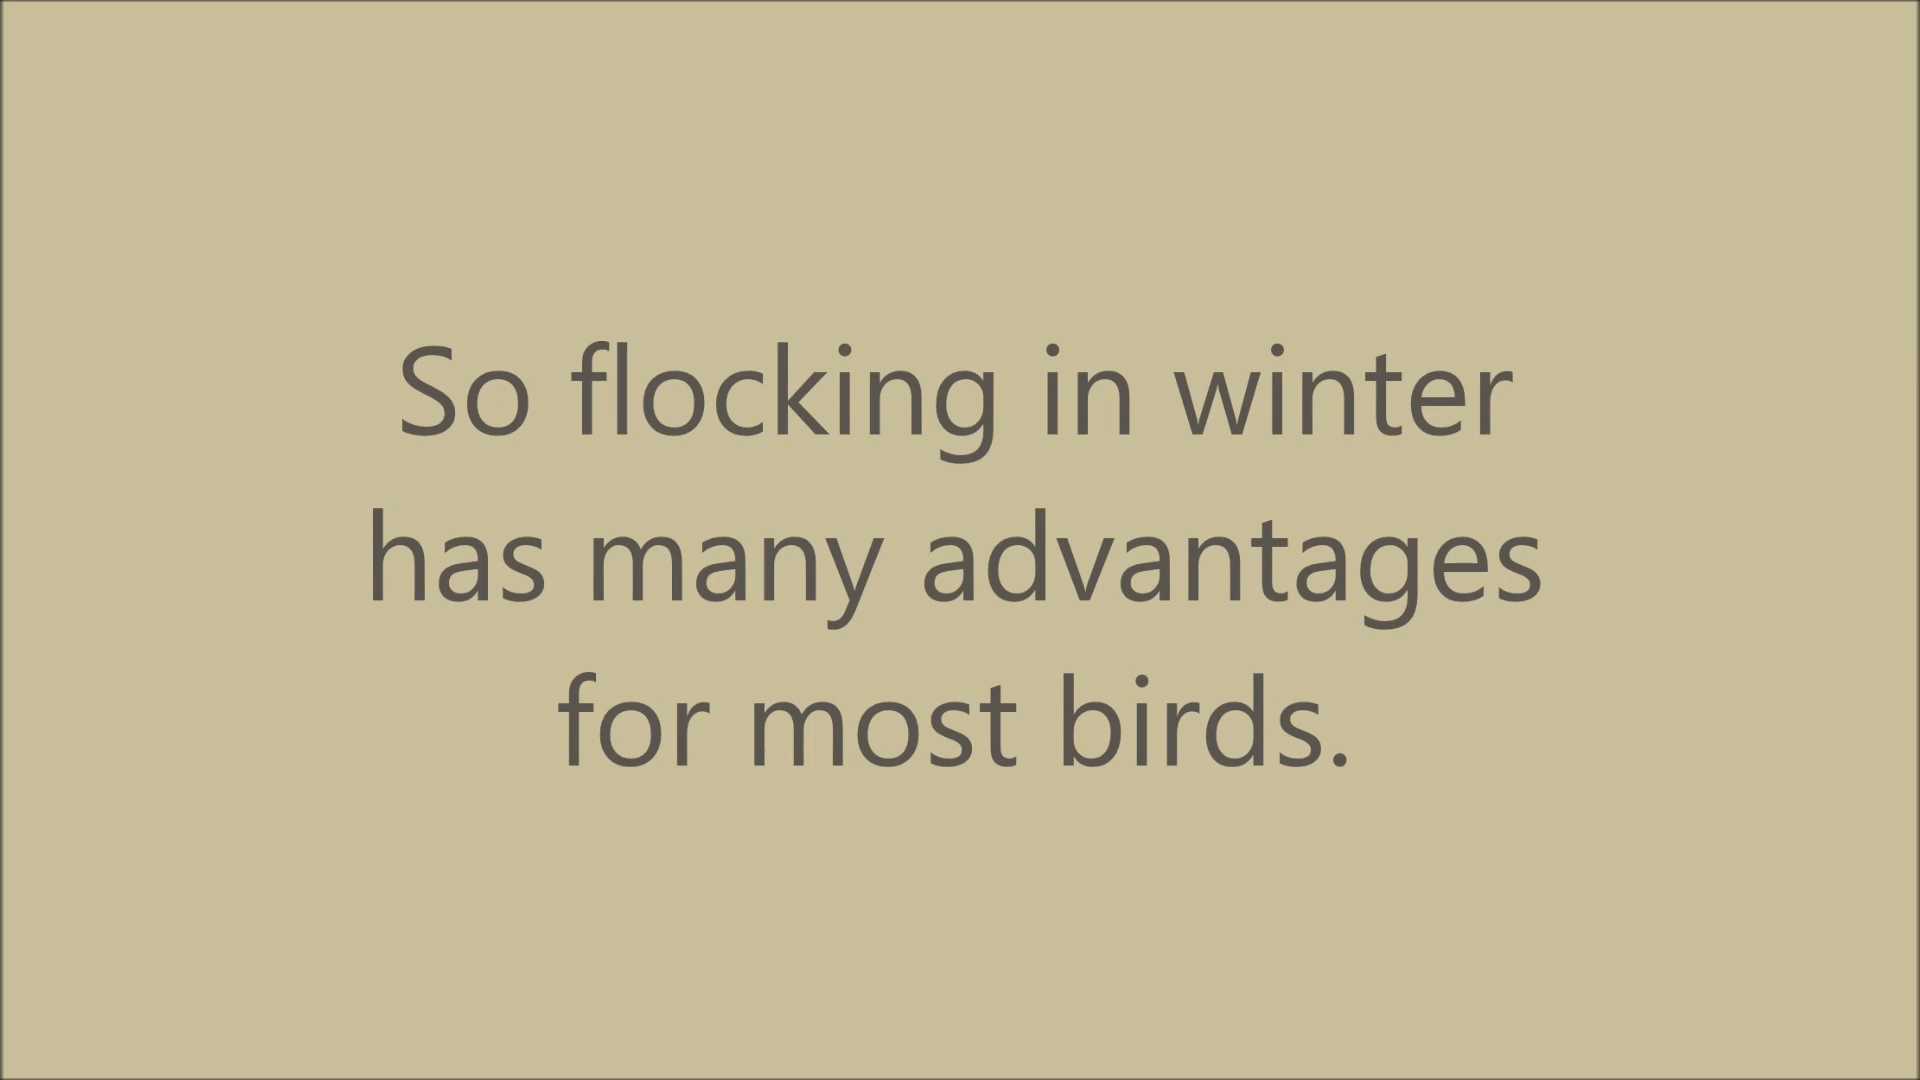 So flocking in winter
has many advantages
for most birds.